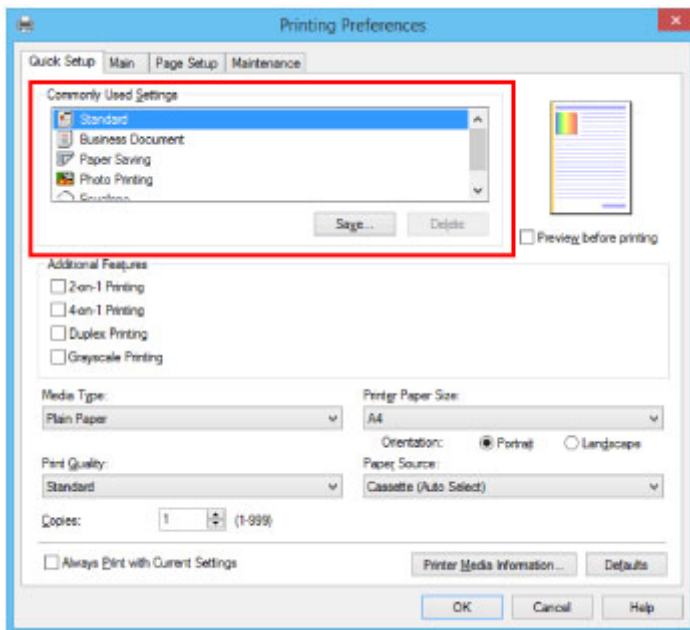 Printing Preferences
Quick Setup Main Page Setup Maintenance
Commonly Used Settings
Standard
Business Document
Paper Saving
Photo Printing
Envelope
Save... Delete
Preview before printing
Additional Features
2-on-1 Printing
4-on-1 Printing
Duplex Printing
Grayscale Printing
Media Type: Printer Paper Size:
Plain Paper A4
Orientation: Portrait Landscape
Print Quality: Paper Source:
Standard Cassette (Auto Select)
Copies: 1 (1-999)
Always Print with Current Settings Printer Media Information... Defaults
OK Cancel Help